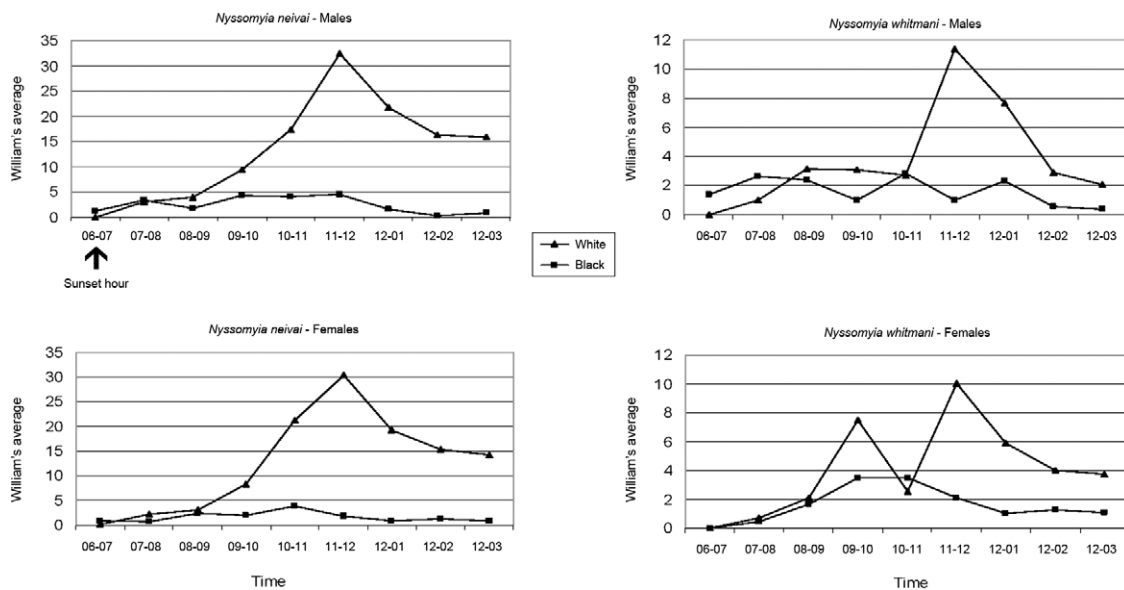 Nyssomyia neivai - Males
William's average
35
30
25
20
15
10
5
0
06-07 07-08 08-09 09-10 10-11 11-12 12-01 12-02 12-03
Sunset hour
Nyssomyia whitmani - Males
William's average
12
10
8
6
4
2
0
06-07 07-08 08-09 09-10 10-11 11-12 12-01 12-02 12-03
White
Black
Nyssomyia neivai - Females
William's average
35
30
25
20
15
10
5
0
06-07 07-08 08-09 09-10 10-11 11-12 12-01 12-02 12-03
Time
Nyssomyia whitmani - Females
William's average
12
10
8
6
4
2
0
06-07 07-08 08-09 09-10 10-11 11-12 12-01 12-02 12-03
Time